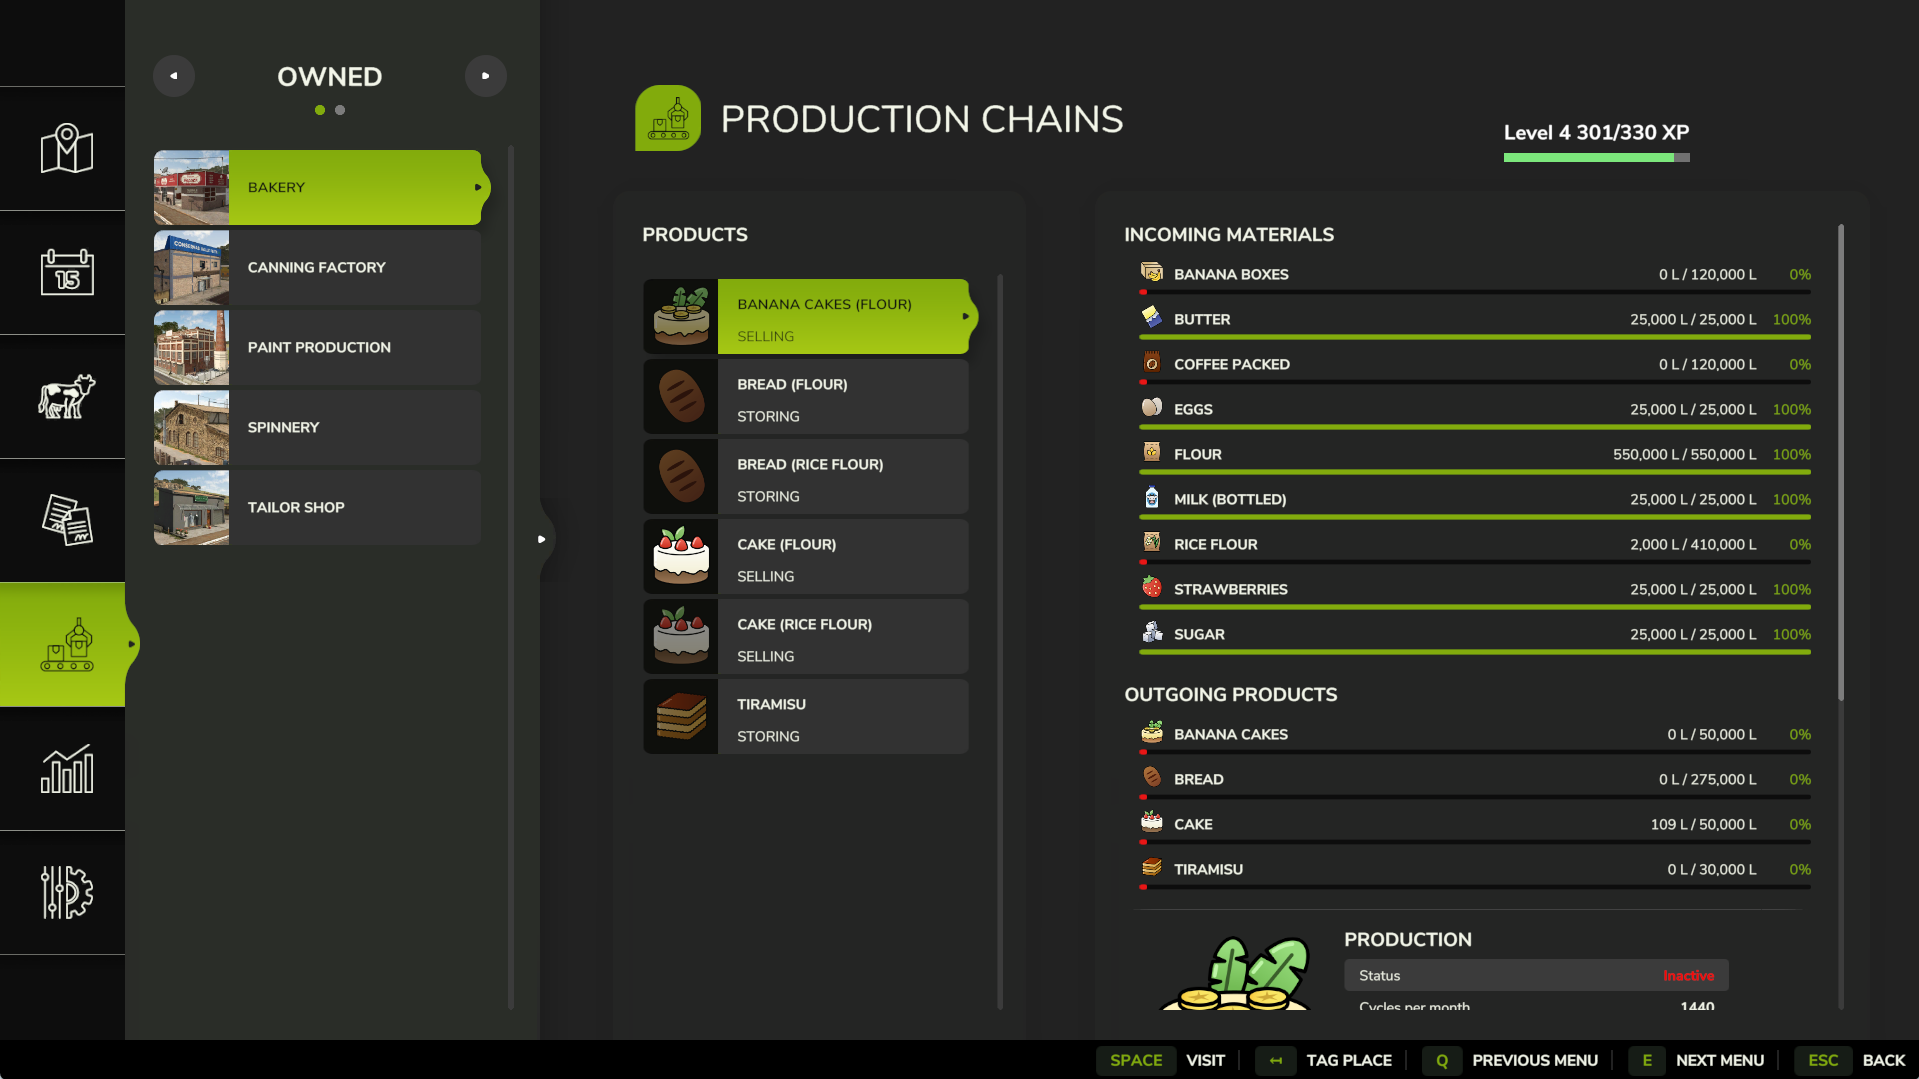 OWNED
BAKERY
CANNING FACTORY
PAINT PRODUCTION
SPINNERY
TAILOR SHOP
15
PRODUCTION CHAINS
Level 4 301/330 XP
PRODUCTS
BANANA CAKES (FLOUR)
SELLING
BREAD (FLOUR)
STORING
BREAD (RICE FLOUR)
STORING
CAKE (FLOUR)
SELLING
CAKE (RICE FLOUR)
SELLING
TIRAMISU
STORING
INCOMING MATERIALS
BANANA BOXES 0 L / 120,000 L 0%
BUTTER 25,000 L / 25,000 L 100%
COFFEE PACKED 0 L / 120,000 L 0%
EGGS 25,000 L / 25,000 L 100%
FLOUR 550,000 L / 550,000 L 100%
MILK (BOTTLED) 25,000 L / 25,000 L 100%
RICE FLOUR 2,000 L / 410,000 L 0%
STRAWBERRIES 25,000 L / 25,000 L 100%
SUGAR 25,000 L / 25,000 L 100%
OUTGOING PRODUCTS
BANANA CAKES 0 L / 50,000 L 0%
BREAD 0 L / 275,000 L 0%
CAKE 109 L / 50,000 L 0%
TIRAMISU 0 L / 30,000 L 0%
PRODUCTION
Status Inactive
Cycles per month 1440
SPACE VISIT ↤ TAG PLACE Q PREVIOUS MENU E NEXT MENU ESC BACK